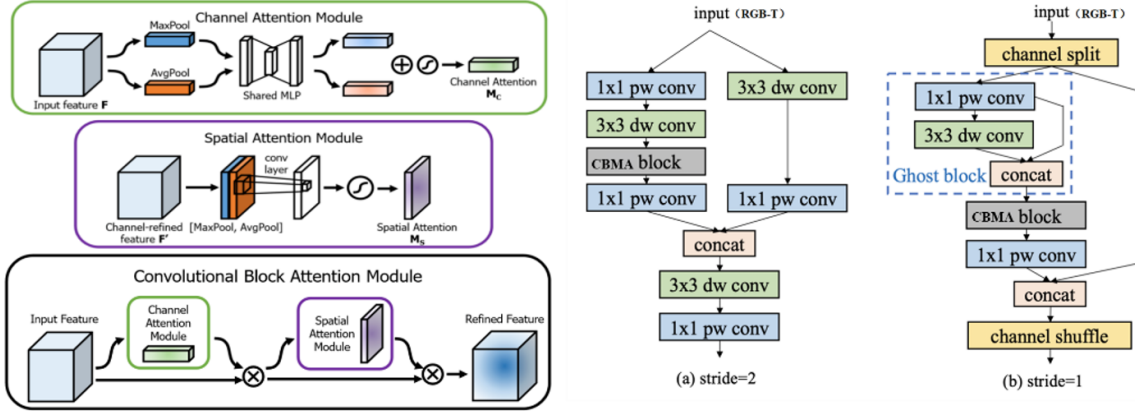 Channel Attention Module
MaxPool
AvgPool
Input feature F
Shared MLP
Channel Attention
M_C
Spatial Attention Module
conv
layer
Channel-refined
feature F'
[MaxPool, AvgPool]
Spatial Attention
M_S
Convolutional Block Attention Module
Input Feature
Channel
Attention
Module
Spatial
Attention
Module
Refined Feature
input (RGB-T)
1x1 pw conv
3x3 dw conv
3x3 dw conv
CBMA block
1x1 pw conv
1x1 pw conv
concat
3x3 dw conv
1x1 pw conv
(a) stride=2
input (RGB-T)
channel split
1x1 pw conv
3x3 dw conv
Ghost block
concat
CBMA block
1x1 pw conv
concat
channel shuffle
(b) stride=1